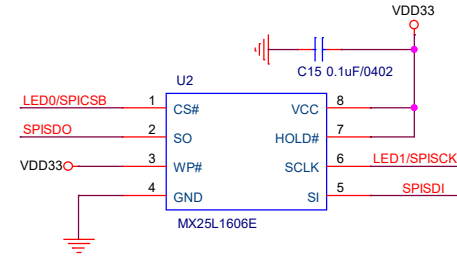 VDD33
C15 0.1uF/0402
U2
LED0/SPICSB 1 CS# VCC 8
SPISDO 2 SO HOLD# 7
VDD33 3 WP# SCLK 6 LED1/SPISCK
4 GND SI 5 SPISDI
MX25L1606E